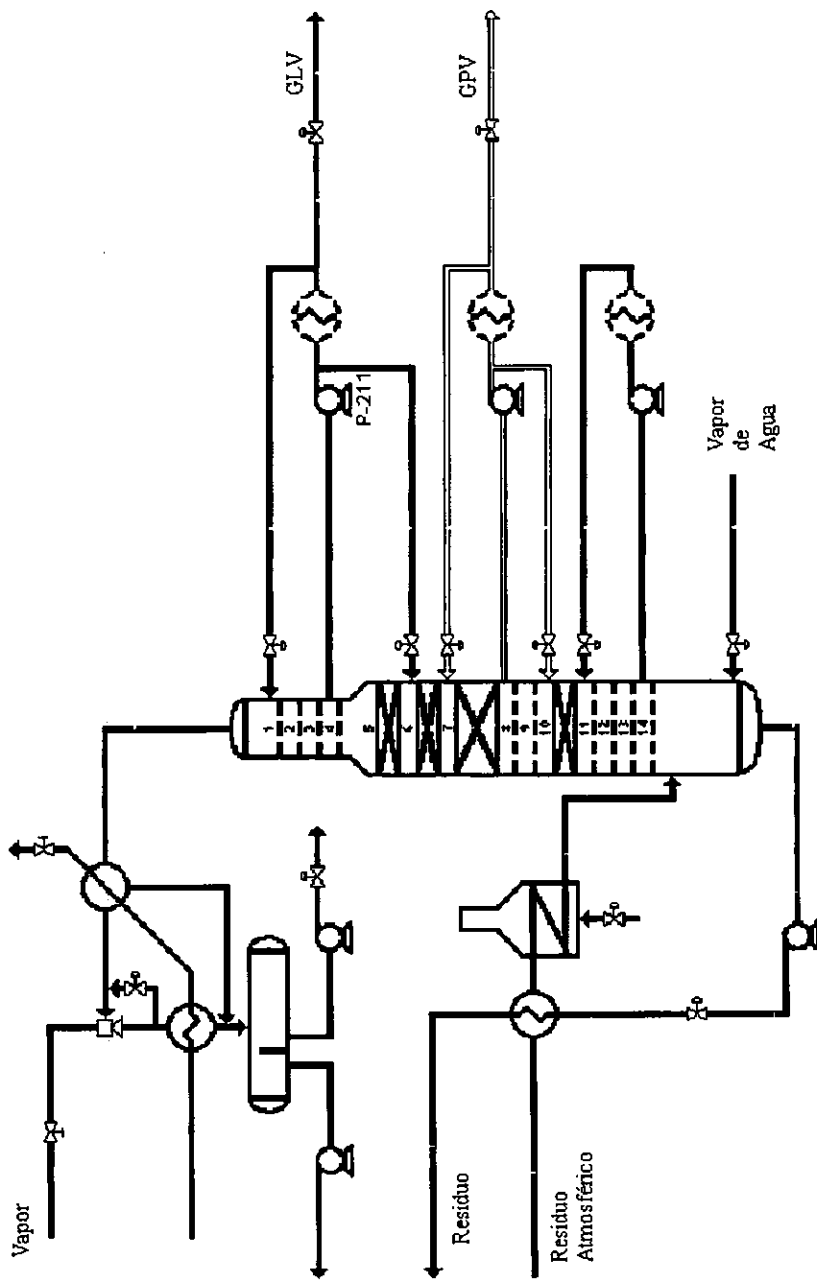 Vapor
GLV
P-211
GPV
1
2
3
4
5
6
7
8
9
10
11
12
13
14
Vapor
de
Agua
Residuo
Residuo
Atmosférico